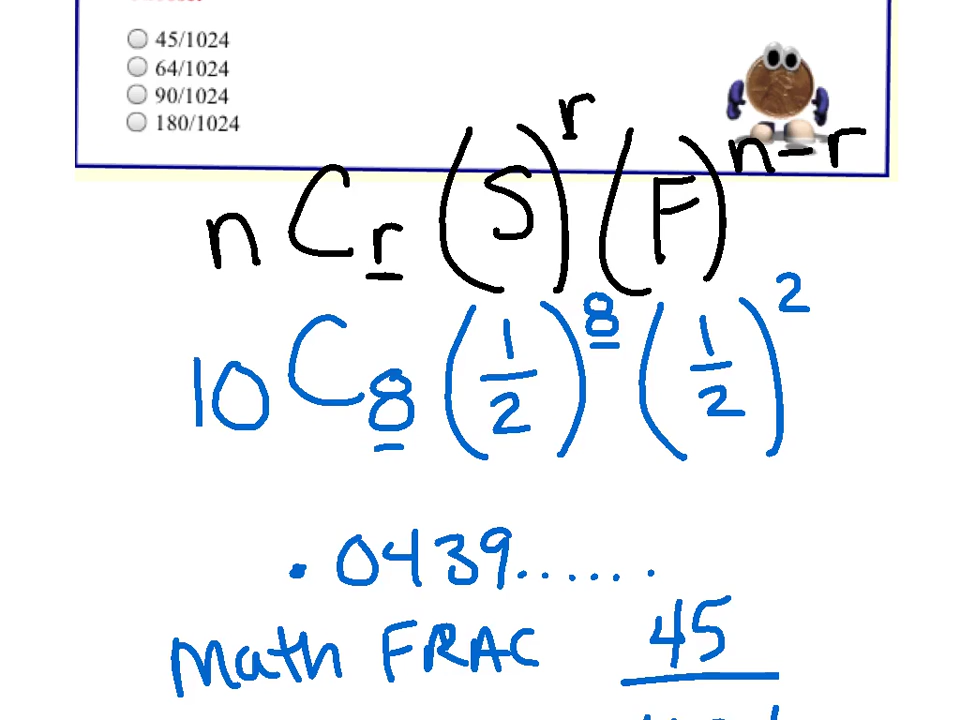 45/1024
64/1024
90/1024
180/1024
nCr (S)^r (F)^n-r
10C8 (1/2)^8 (1/2)^2
.0439......
Math FRAC 45